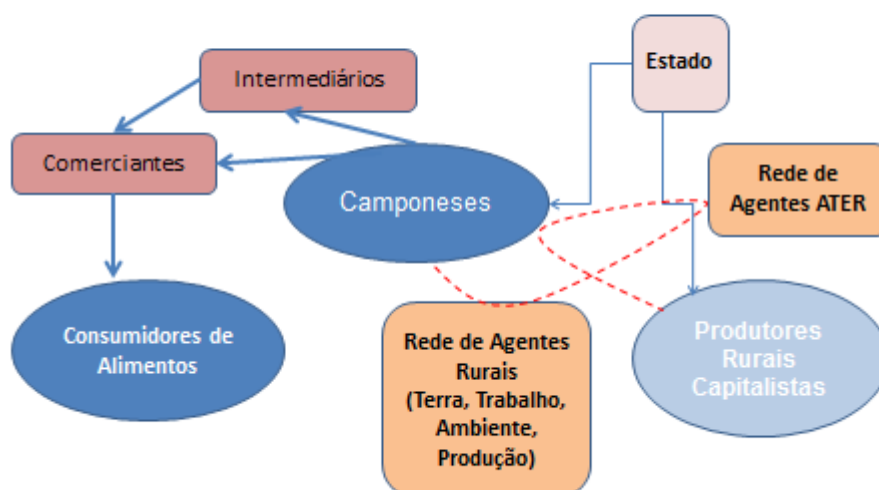 Intermediários
Estado
Comerciantes
Camponeses
Rede de
Agentes ATER
Consumidores de
Alimentos
Rede de Agentes
Rurais
(Terra, Trabalho,
Ambiente,
Produção)
Produtores
Rurais
Capitalistas